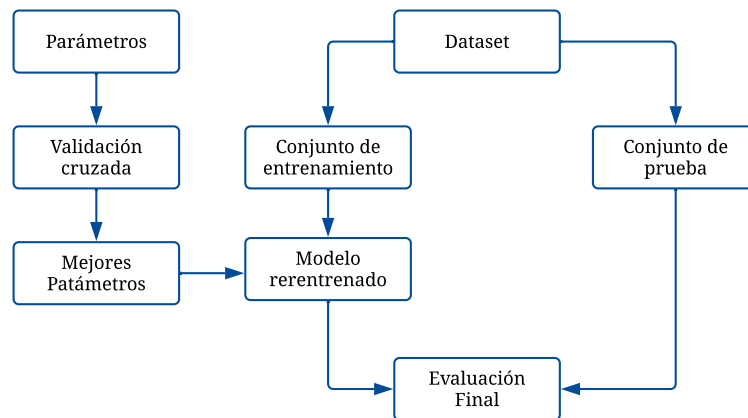 Parámetros
Dataset
Validación
cruzada
Conjunto de
entrenamiento
Conjunto de
prueba
Mejores
Patámetros
Modelo
rerentrenado
Evaluación
Final